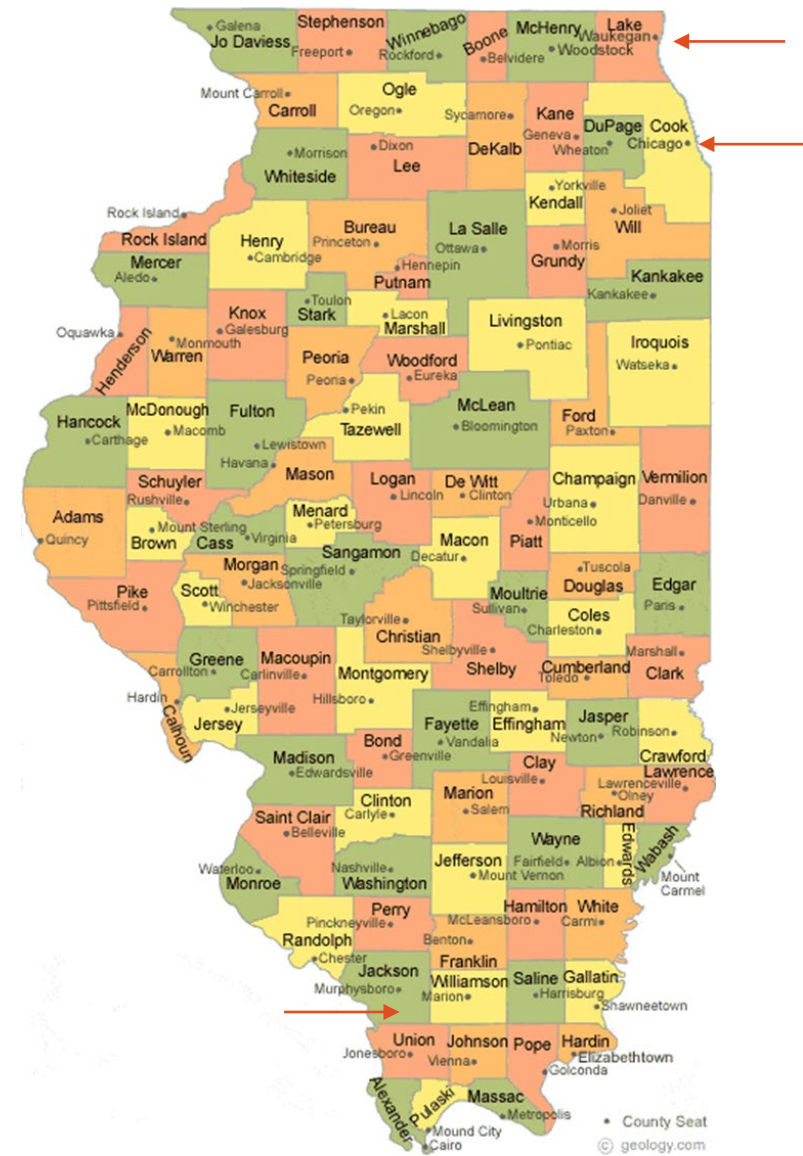 Galena
Jo Daviess
Stephenson
Freeport
Winnebago
Rockford
Boone
Belvidere
McHenry
Woodstock
Lake
Waukegan
Mount Carroll
Carroll
Ogle
Oregon
Sycamore
DeKalb
Kane
Geneva
DuPage
Wheaton
Cook
Chicago
Morrison
Whiteside
Dixon
Lee
Yorkville
Kendall
Joliet
Will
Rock Island
Rock Island
Henry
Cambridge
Bureau
Princeton
La Salle
Ottawa
Morris
Grundy
Mercer
Aledo
Hennepin
Putnam
Kankakee
Kankakee
Oquawka
Henderson
Warren
Monmouth
Knox
Galesburg
Toulon
Stark
Lacon
Marshall
Livingston
Pontiac
Iroquois
Watseka
Peoria
Peoria
Woodford
Eureka
Hancock
Carthage
McDonough
Macomb
Fulton
Lewistown
Pekin
Tazewell
McLean
Bloomington
Ford
Paxton
Havana
Mason
Schuyler
Rushville
Logan
Lincoln
De Witt
Clinton
Champaign
Urbana
Vermilion
Danville
Adams
Quincy
Mount Sterling
Brown
Cass
Virginia
Menard
Petersburg
Monticello
Piatt
Macon
Decatur
Sangamon
Springfield
Morgan
Jacksonville
Scott
Winchester
Pike
Pittsfield
Tuscola
Douglas
Edgar
Paris
Moultrie
Sullivan
Coles
Charleston
Taylorville
Christian
Shelbyville
Shelby
Greene
Carrollton
Macoupin
Carlinville
Montgomery
Hillsboro
Cumberland
Toledo
Marshall
Clark
Hardin
Calhoun
Jerseyville
Jersey
Fayette
Vandalia
Effingham
Effingham
Jasper
Newton
Robinson
Crawford
Madison
Edwardsville
Bond
Greenville
Clay
Louisville
Lawrence
Lawrenceville
Olney
Richland
Marion
Salem
Clinton
Carlyle
Saint Clair
Belleville
Wayne
Fairfield
Albion
Edwards
Wabash
Mount
Carmel
Waterloo
Monroe
Nashville
Washington
Jefferson
Mount Vernon
Perry
Pinckneyville
Hamilton
McLeansboro
White
Carmi
Randolph
Chester
Benton
Franklin
Jackson
Murphysboro
Williamson
Marion
Saline
Harrisburg
Gallatin
Shawneetown
Union
Jonesboro
Johnson
Vienna
Pope
Golconda
Hardin
Elizabethtown
Alexander
Pulaski
Massac
Metropolis
Mound City
Cairo
County Seat
© geology.com